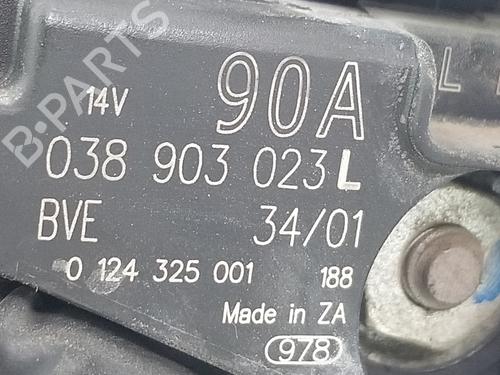 B-PARTS
14V 90A
L
038 903 023 L
BVE 34/01
0 124 325 001 188
Made in ZA
978